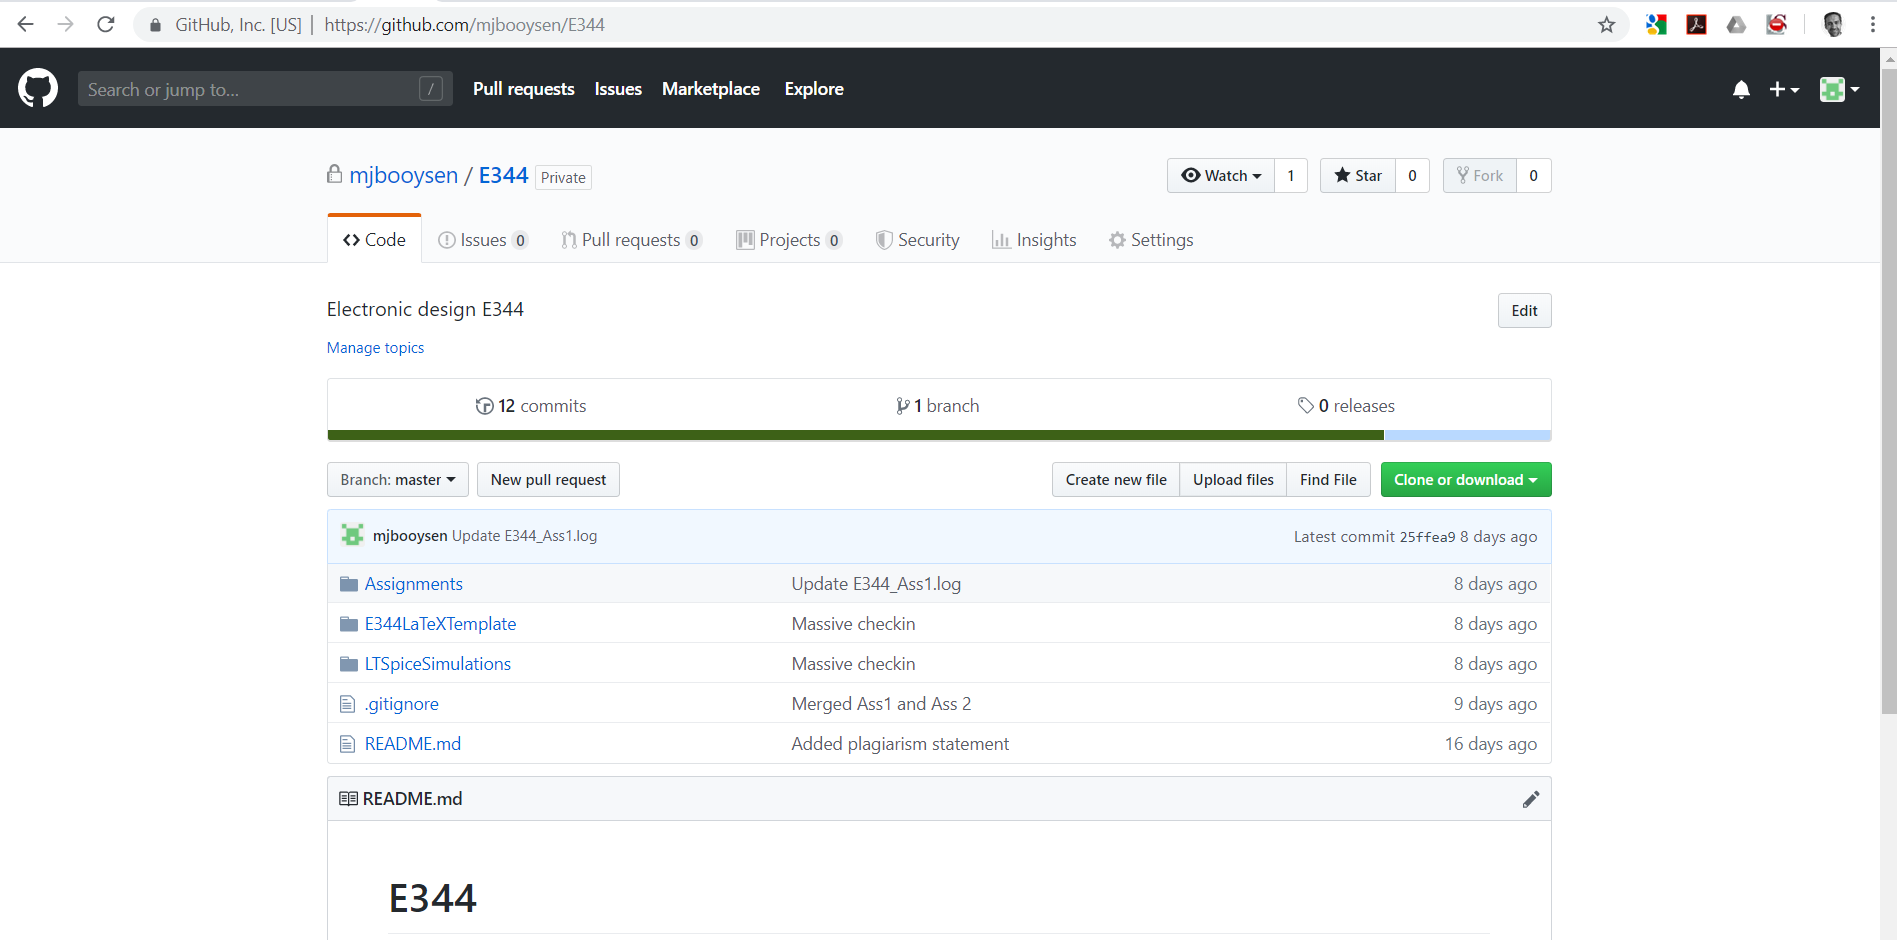 GitHub, Inc. [US] | https://github.com/mjbooysen/E344
Search or jump to... / Pull requests Issues Marketplace Explore
mjbooysen / E344 Private Watch 1 Star 0 Fork 0
Code Issues 0 Pull requests 0 Projects 0 Security Insights Settings
Electronic design E344 Edit
Manage topics
12 commits 1 branch 0 releases
Branch: master New pull request Create new file Upload files Find File Clone or download
mjbooysen Update E344_Ass1.log Latest commit 25ffea9 8 days ago
Assignments Update E344_Ass1.log 8 days ago
E344LaTeXTemplate Massive checkin 8 days ago
LTSpiceSimulations Massive checkin 8 days ago
.gitignore Merged Ass1 and Ass 2 9 days ago
README.md Added plagiarism statement 16 days ago
README.md
E344